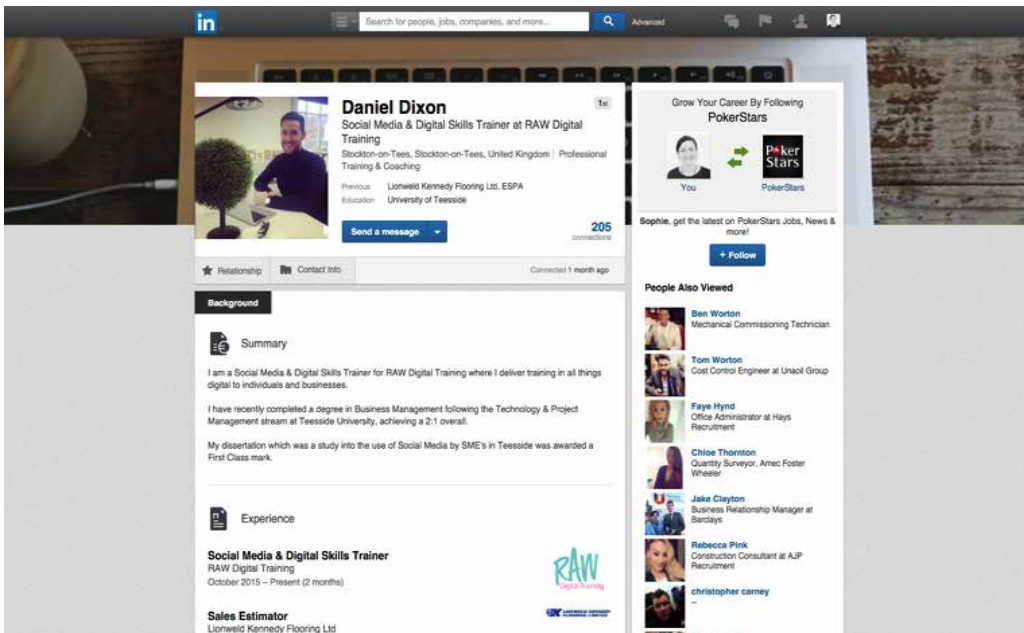 in
Search for people, jobs, companies, and more...
Advanced
Daniel Dixon
1st
Social Media & Digital Skills Trainer at RAW Digital
Training
Stockton-on-Tees, Stockton-on-Tees, United Kingdom | Professional
Training & Coaching
Previous Lionweld Kennedy Flooring Ltd, ESPA
Education University of Teesside
Send a message
205
connections
Relationship
Contact Info
Connected 1 month ago
Background
Summary
I am a Social Media & Digital Skills Trainer for RAW Digital Training where I deliver training in all things
digital to individuals and businesses.
I have recently completed a degree in Business Management following the Technology & Project
Management stream at Teesside University, achieving a 2:1 overall.
My dissertation which was a study into the use of Social Media by SME's in Teesside was awarded a
First Class mark.
Experience
Social Media & Digital Skills Trainer
RAW Digital Training
October 2015 – Present (2 months)
RAW
Digital Training
Sales Estimator
Lionweld Kennedy Flooring Ltd
LIONWELD KENNEDY
FLOORING LIMITED
Grow Your Career By Following
PokerStars
Poker
Stars
You
PokerStars
Sophie, get the latest on PokerStars Jobs, News &
more!
+ Follow
People Also Viewed
Ben Worton
Mechanical Commissioning Technician
Tom Worton
Cost Control Engineer at Unaoil Group
Faye Hynd
Office Administrator at Hays
Recruitment
Chloe Thornton
Quantity Surveyor, Amec Foster
Wheeler
Jake Clayton
Business Relationship Manager at
Barclays
Rebecca Pink
Construction Consultant at AJP
Recruitment
christopher carney
--